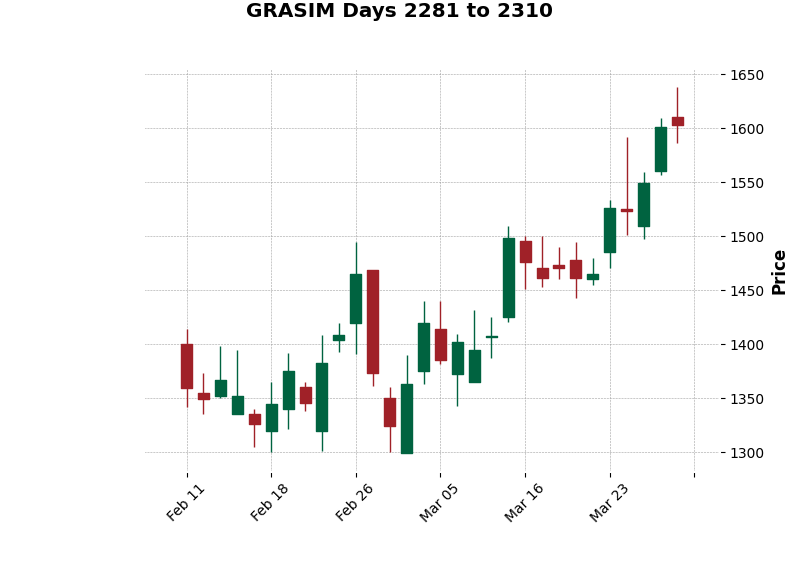 GRASIM Days 2281 to 2310
1650
1600
1550
1500
1450
1400
1350
1300
Price
Feb 11
Feb 18
Feb 26
Mar 05
Mar 16
Mar 23